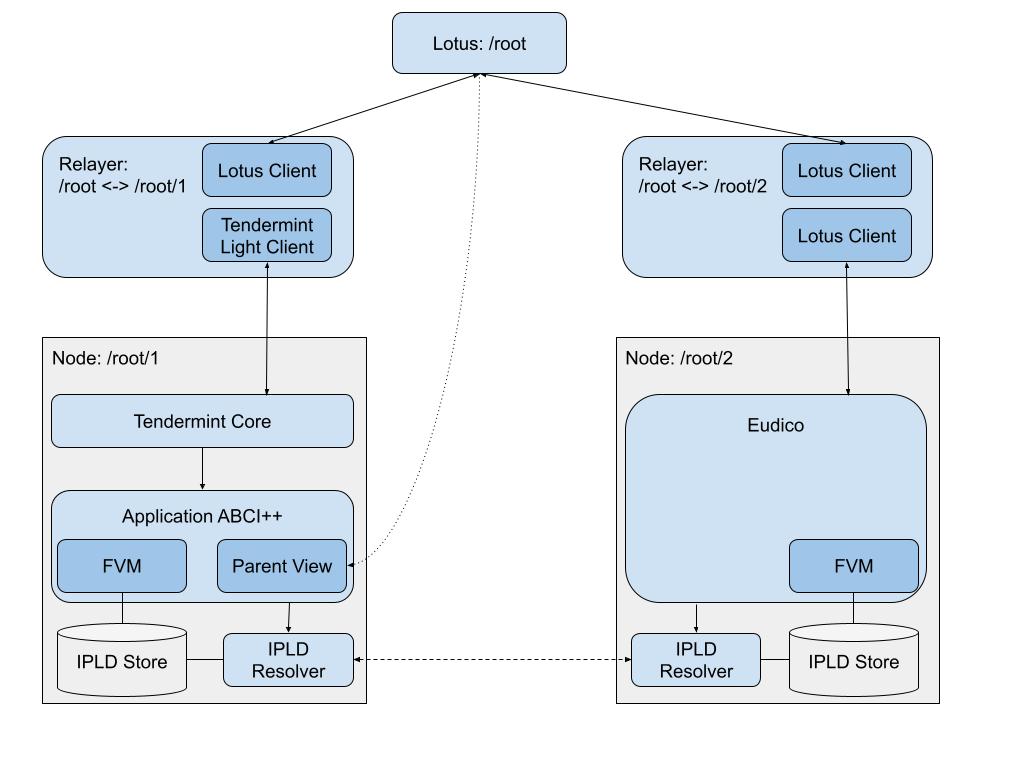 Lotus: /root
Relayer:
/root <-> /root/1
Lotus Client
Tendermint
Light Client
Relayer:
/root <-> /root/2
Lotus Client
Lotus Client
Node: /root/1
Tendermint Core
Application ABCI++
FVM
Parent View
IPLD Store
IPLD
Resolver
Node: /root/2
Eudico
FVM
IPLD
Resolver
IPLD Store